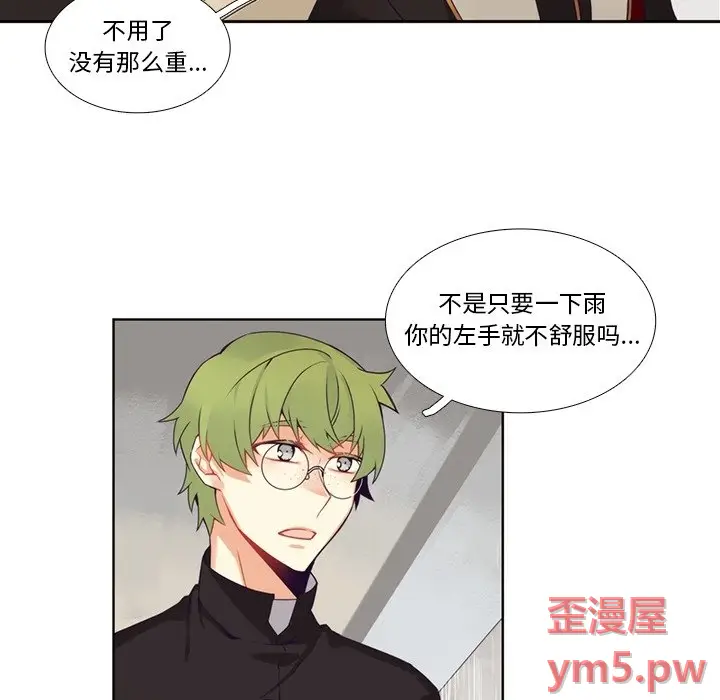 不用了
没有那么重...
不是只要一下雨
你的左手就不舒服吗...
歪漫屋
ym5.pw